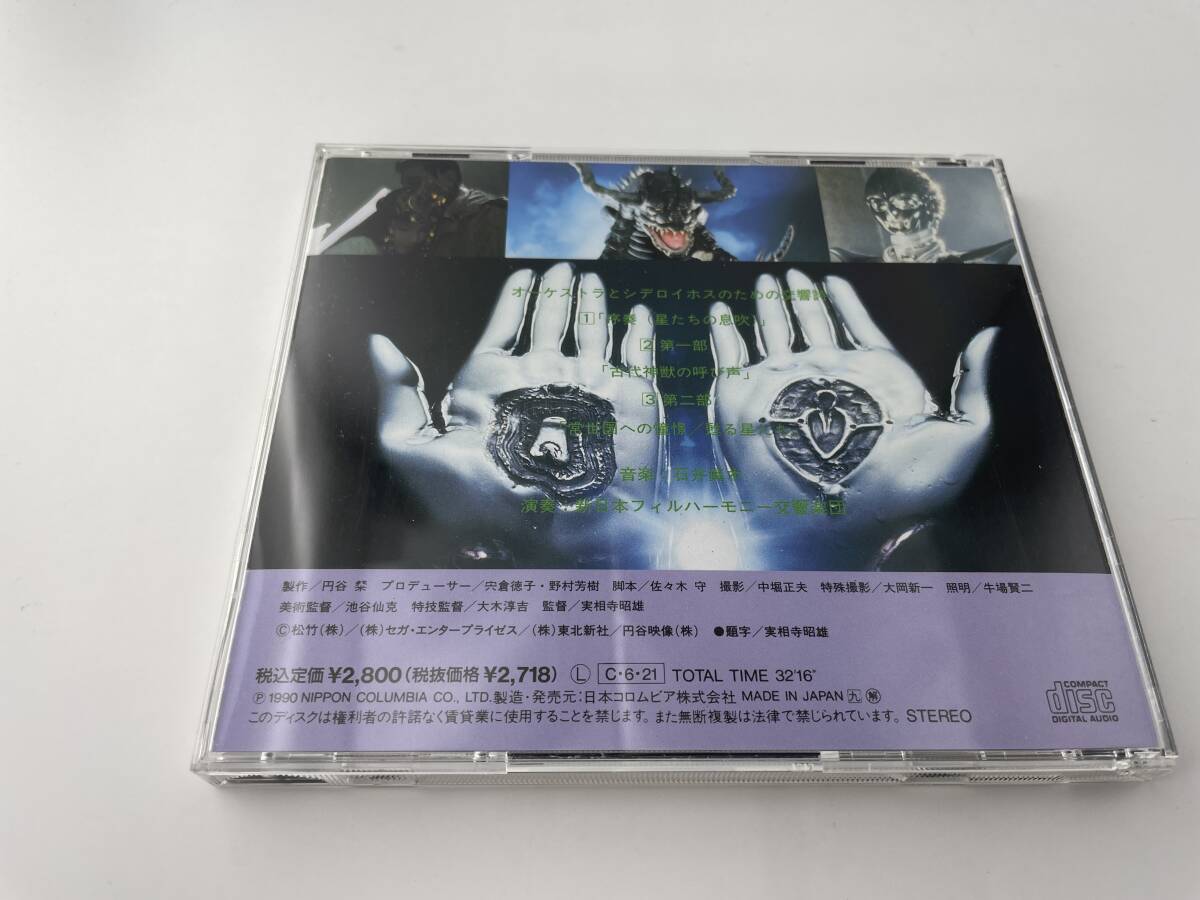 オーケストラとシデロイホスのための交響詩
1「序奏（星たちの息吹）」
2 第一部
「古代神獣の呼び声」
3 第二部
「常世国への憧憬／甦る星たち」
音楽 石井眞木
演奏 新日本フィルハーモニー交響楽団
製作／円谷 粲 プロデューサー／宍倉徳子・野村芳樹 脚本／佐々木 守 撮影／中堀正夫 特殊撮影／大岡新一 照明／牛場賢二
美術監督／池谷仙克 特技監督／大木淳吉 監督／実相寺昭雄
Ⓒ松竹(株)／(株)セガ・エンタープライゼス／(株)東北新社／円谷映像(株) ●題字／実相寺昭雄
税込定価¥2,800(税抜価格¥2,718) Ⓛ C・6・21 TOTAL TIME 32'16"
Ⓟ1990 NIPPON COLUMBIA CO., LTD.製造・発売元:日本コロムビア株式会社 MADE IN JAPAN 九
このディスクは権利者の許諾なく賃貸業に使用することを禁じます。また無断複製は法律で禁じられています。 STEREO
COMPACT
disc
DIGITAL AUDIO